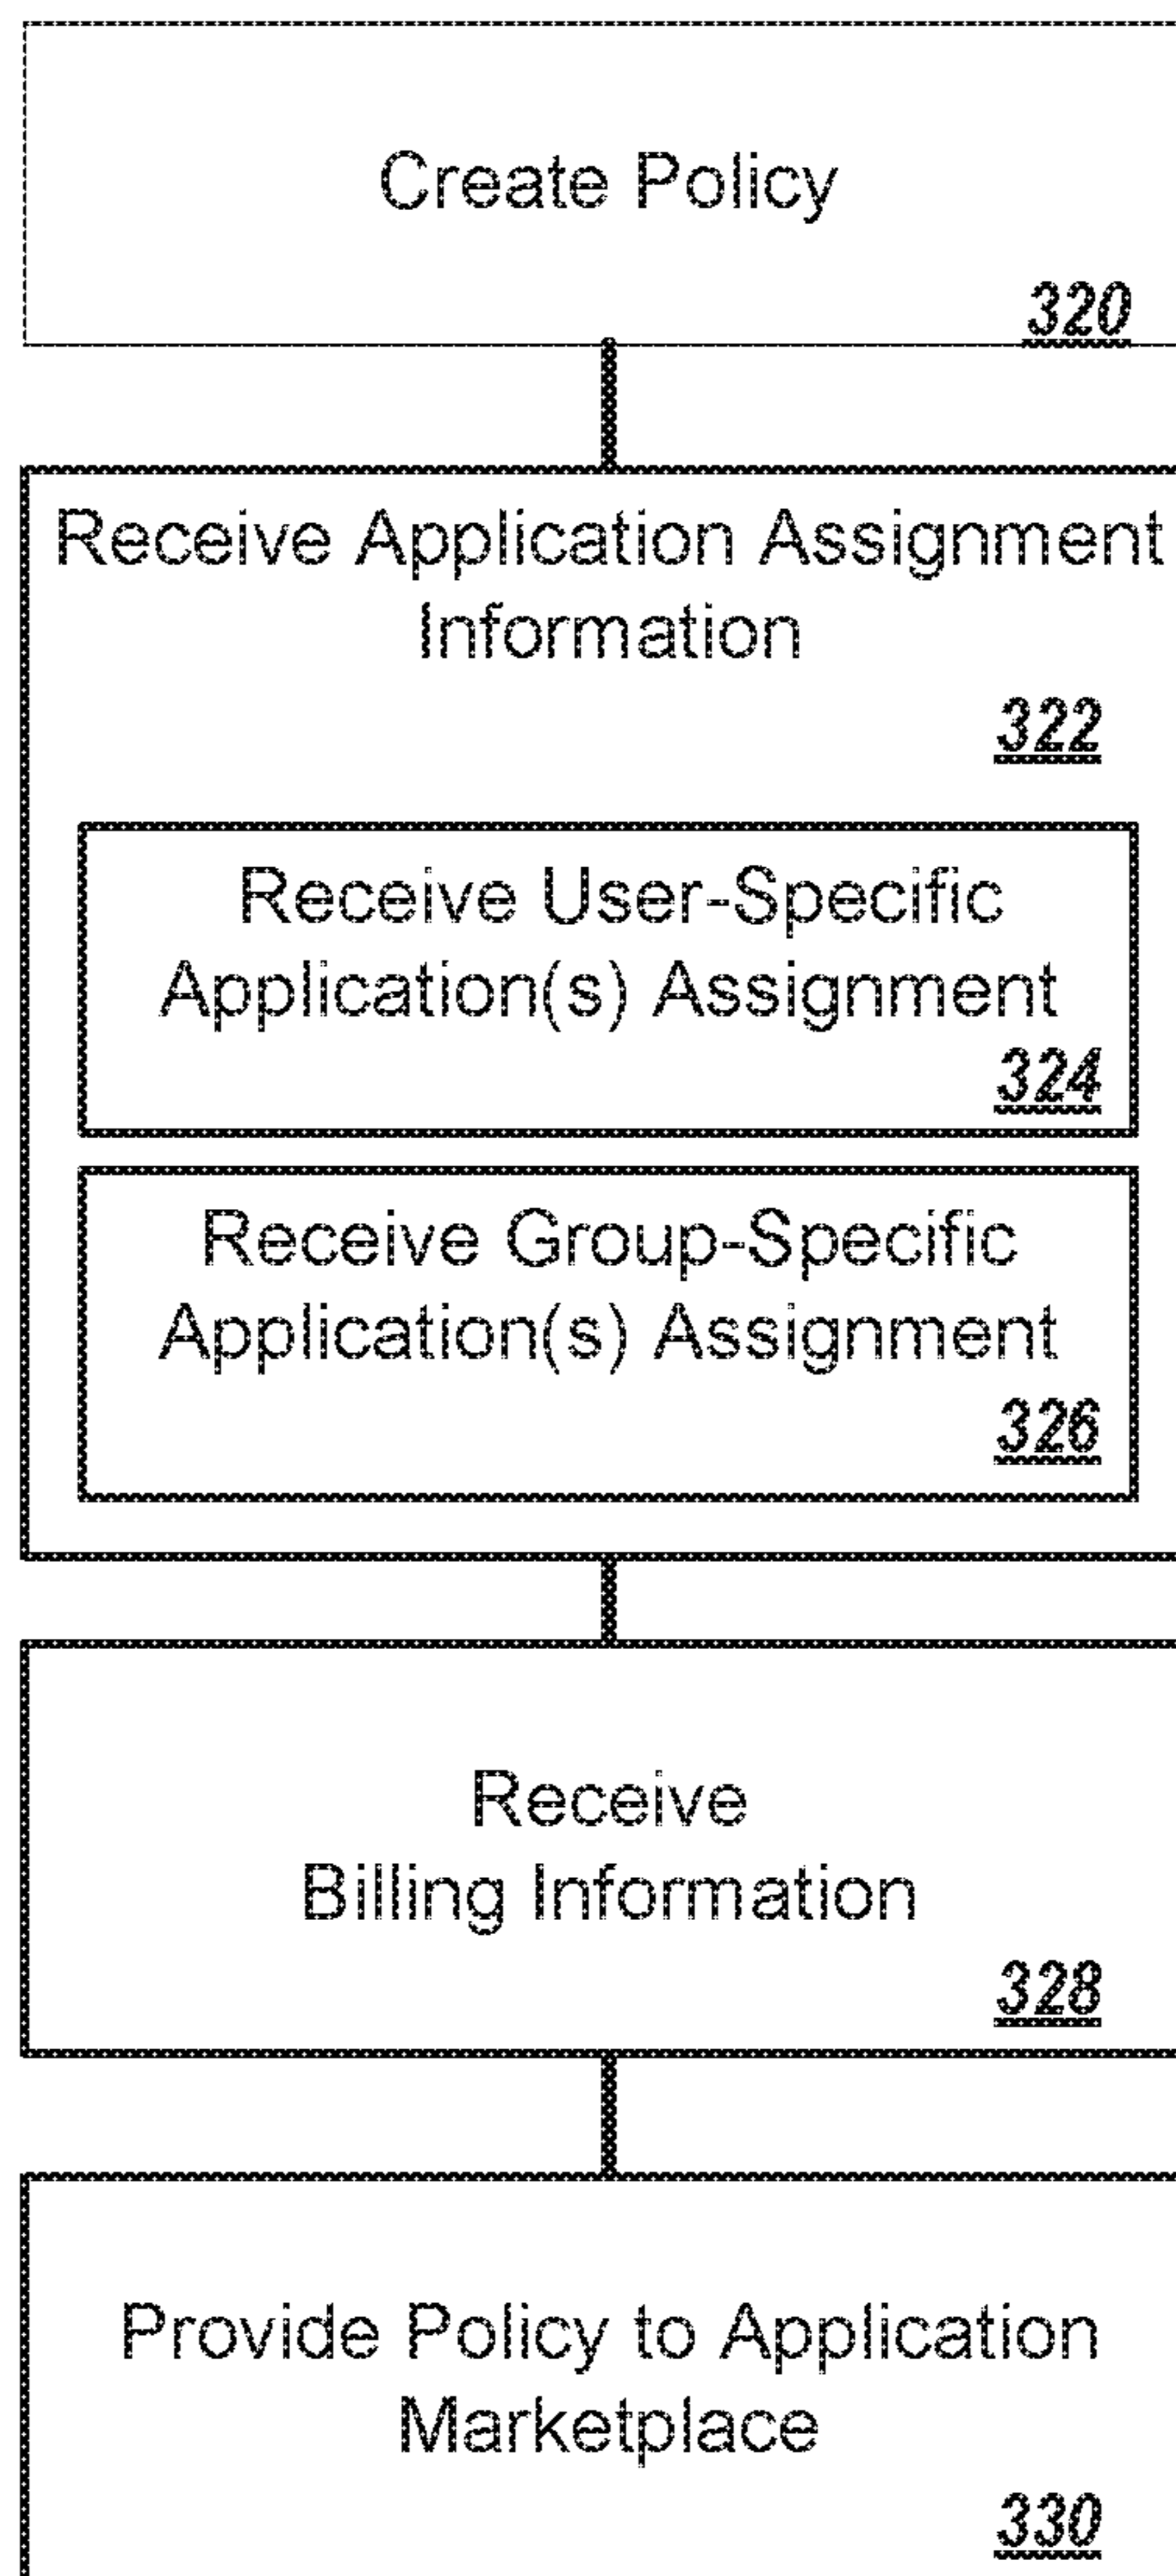 Create Policy
320
Receive Application Assignment
Information
322
Receive User-Specific
Application(s) Assignment
324
Receive Group-Specific
Application(s) Assignment
326
Receive
Billing Information
328
Provide Policy to Application
Marketplace
330